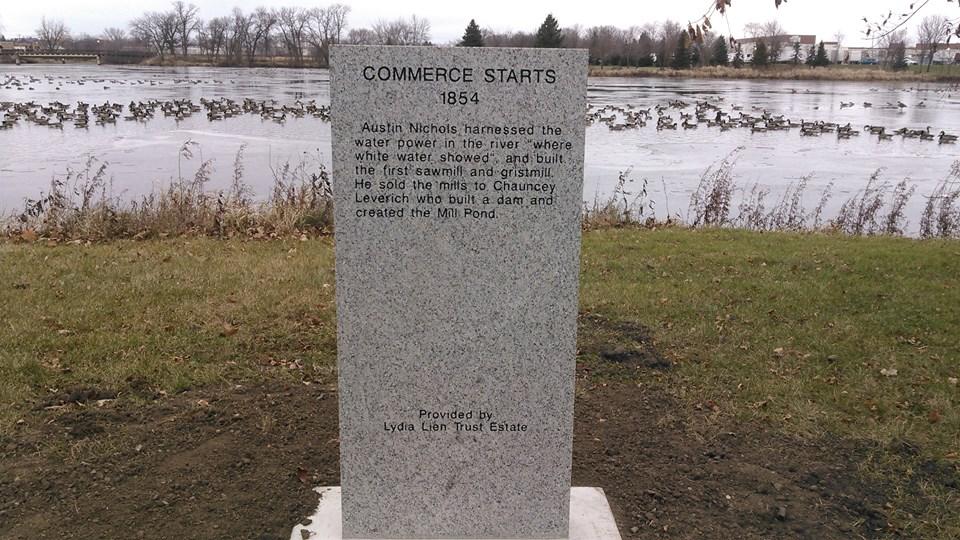 COMMERCE STARTS
1854
Austin Nichols harnessed the
water power in the river "where
white water showed", and built
the first sawmill and gristmill.
He sold the mills to Chauncey
Leverich who built a dam and
created the Mill Pond.
Provided by
Lydia Lien Trust Estate